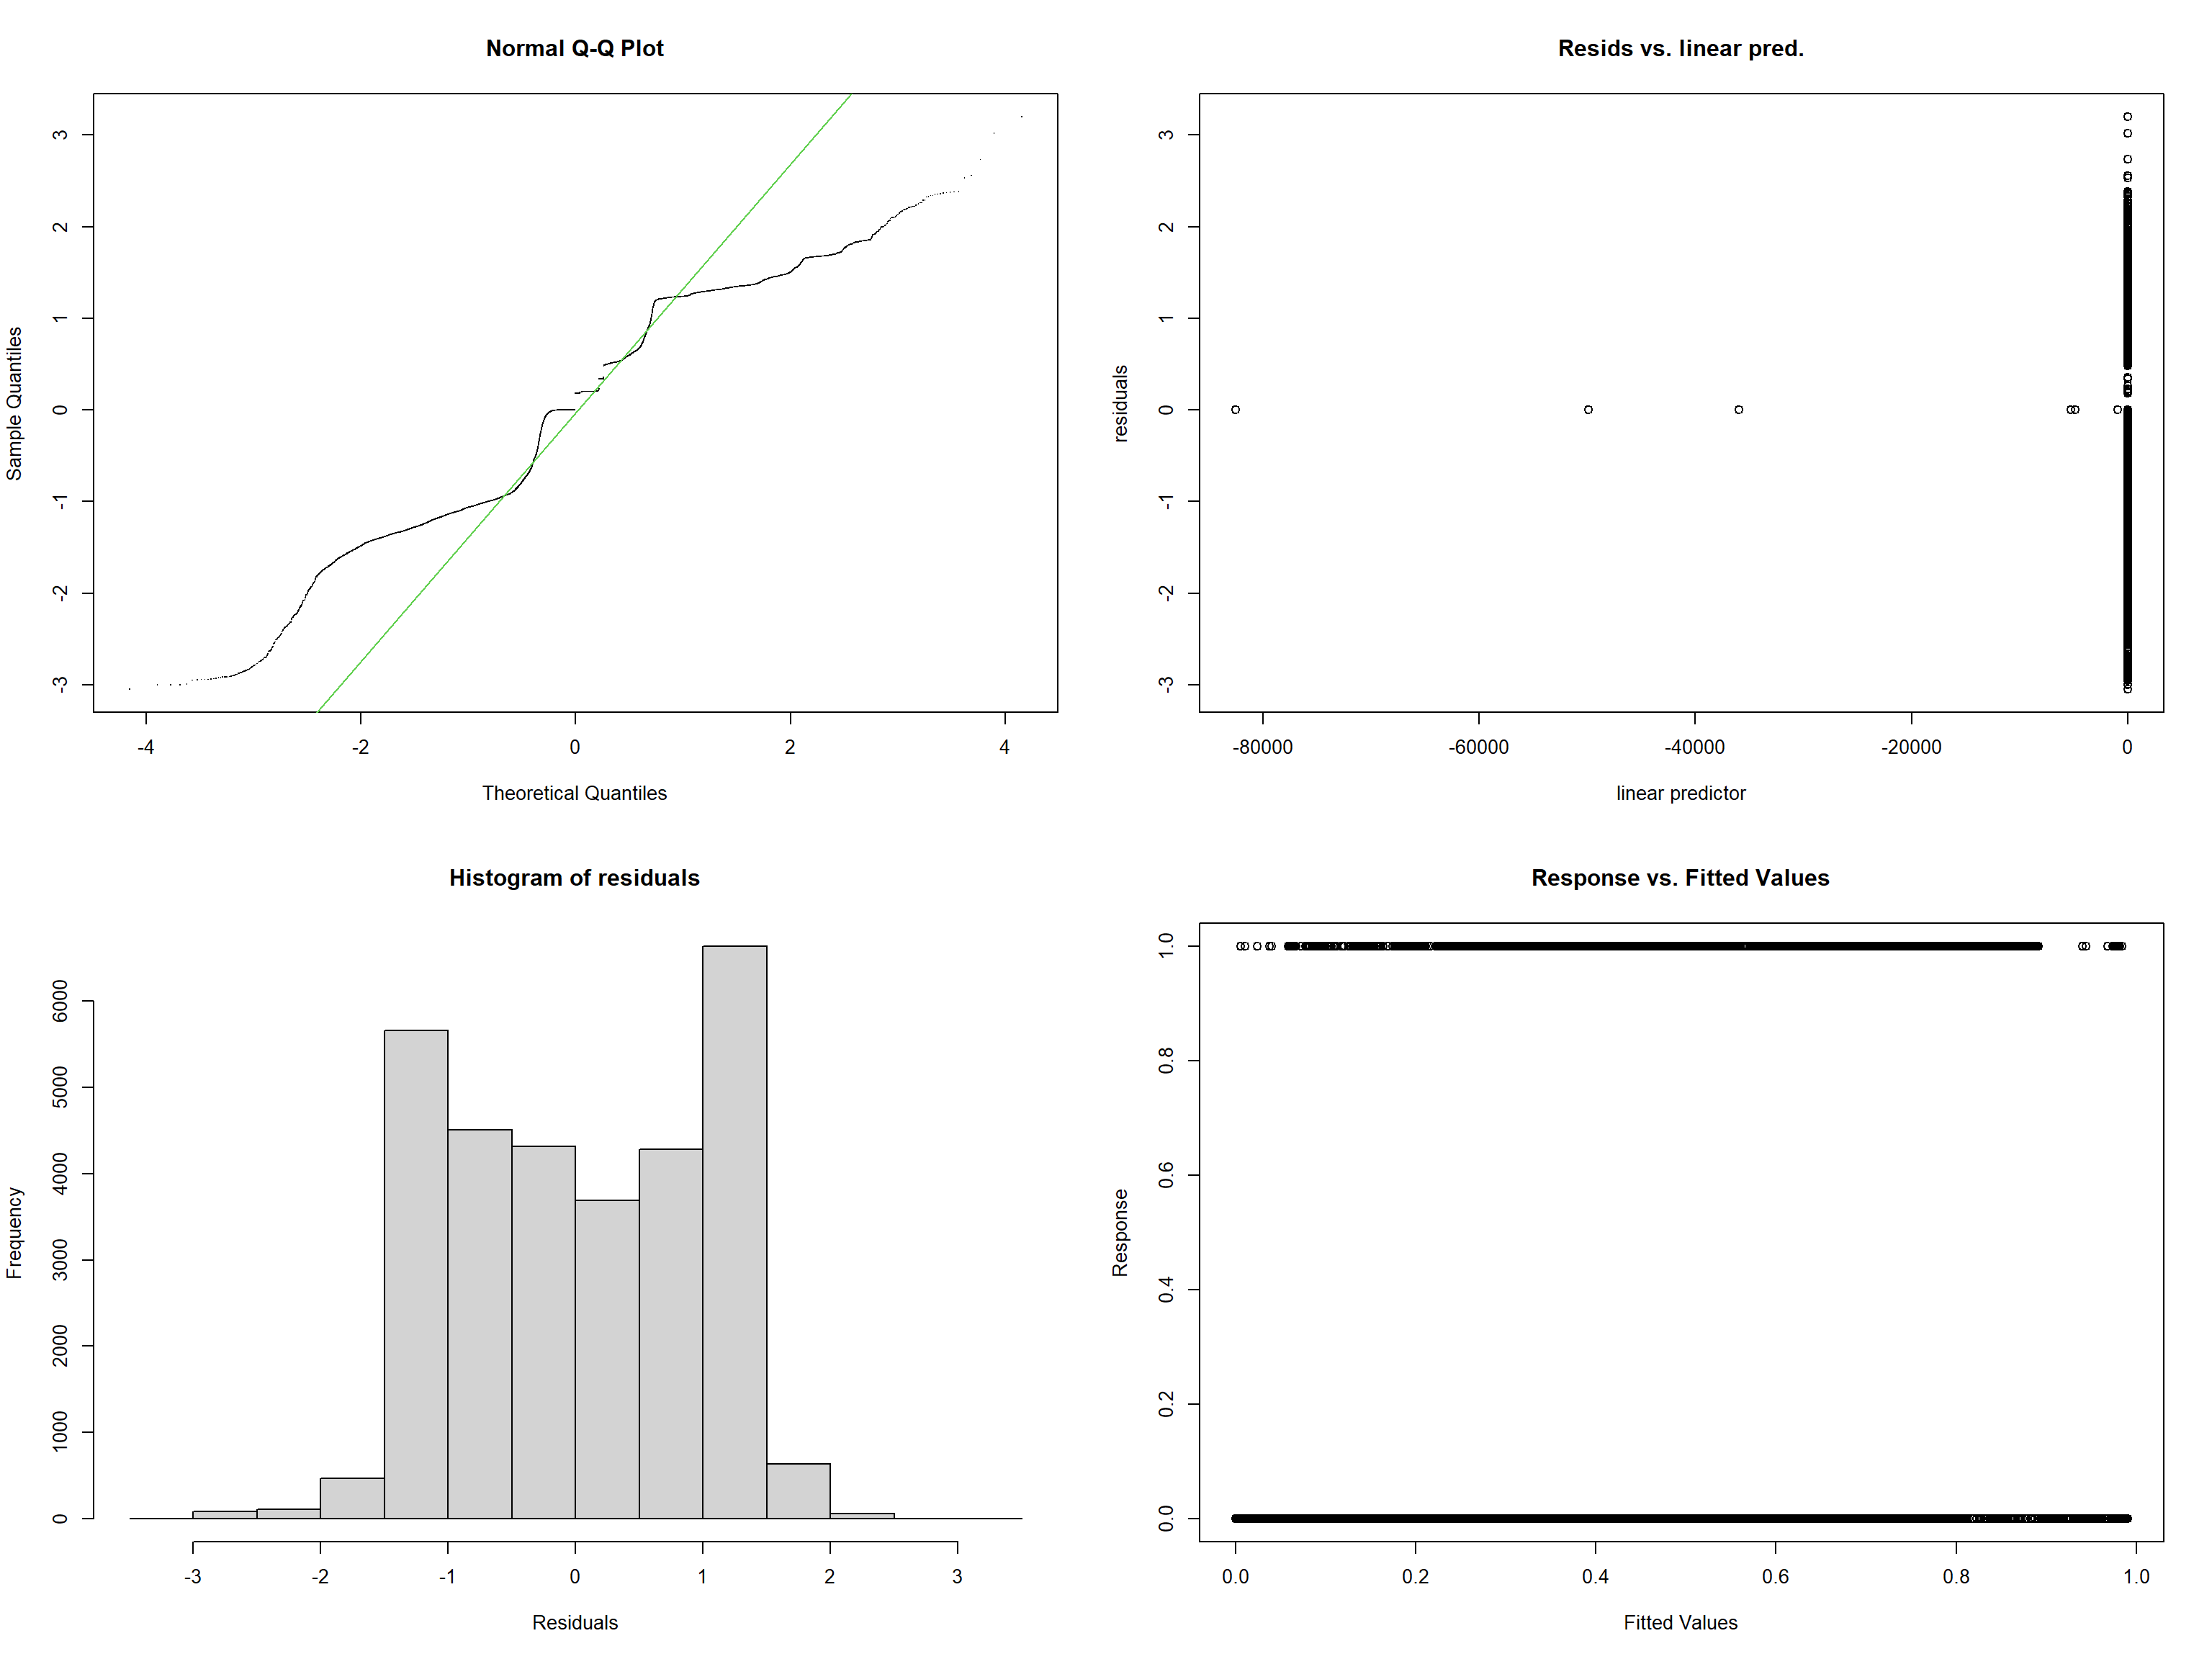 Normal Q-Q Plot
3
2
1
0
-1
-2
-3
Sample Quantiles
-4 -2 0 2 4
Theoretical Quantiles
Resids vs. linear pred.
3
2
1
0
-1
-2
-3
residuals
-80000 -60000 -40000 -20000 0
linear predictor
Histogram of residuals
6000
5000
4000
3000
2000
1000
0
Frequency
-3 -2 -1 0 1 2 3
Residuals
Response vs. Fitted Values
1.0
0.8
0.6
0.4
0.2
0.0
Response
0.0 0.2 0.4 0.6 0.8 1.0
Fitted Values